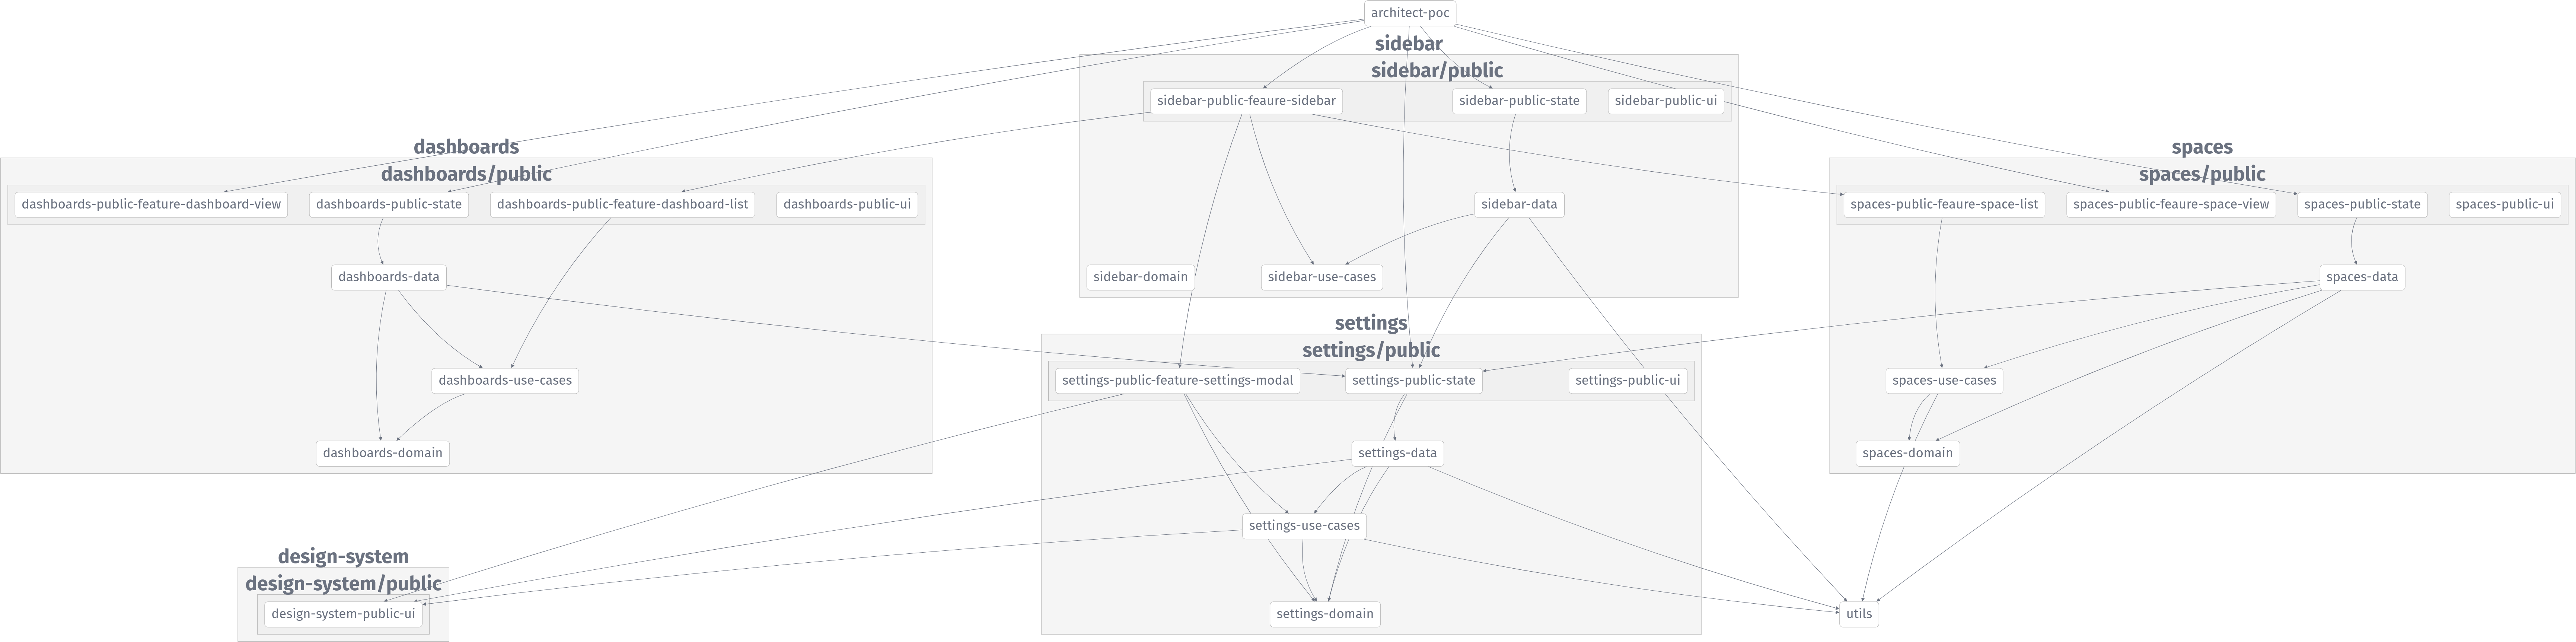 architect-poc
sidebar
sidebar/public
sidebar-public-feaure-sidebar
sidebar-public-state
sidebar-public-ui
dashboards
dashboards/public
dashboards-public-feature-dashboard-view
dashboards-public-state
dashboards-public-feature-dashboard-list
dashboards-public-ui
sidebar-data
spaces
spaces/public
spaces-public-feaure-space-list
spaces-public-feaure-space-view
spaces-public-state
spaces-public-ui
dashboards-data
sidebar-domain
sidebar-use-cases
spaces-data
settings
settings/public
dashboards-use-cases
settings-public-feature-settings-modal
settings-public-state
settings-public-ui
spaces-use-cases
dashboards-domain
settings-data
spaces-domain
settings-use-cases
design-system
design-system/public
design-system-public-ui
settings-domain
utils